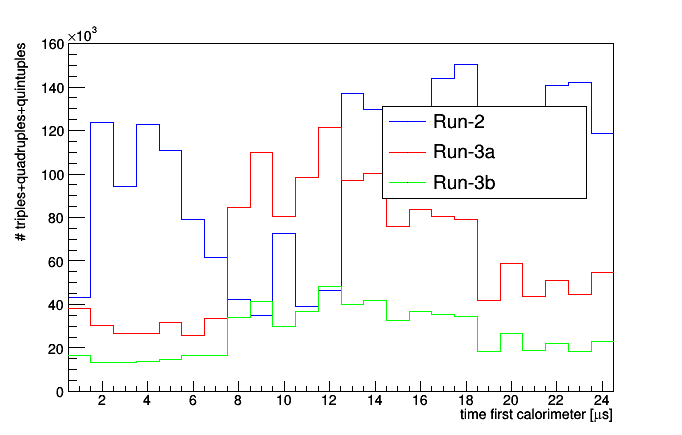 # triples+quadruples+quintuples
×10³
160
140
120
100
80
60
40
20
0
Run-2
Run-3a
Run-3b
2 4 6 8 10 12 14 16 18 20 22 24
time first calorimeter [μs]